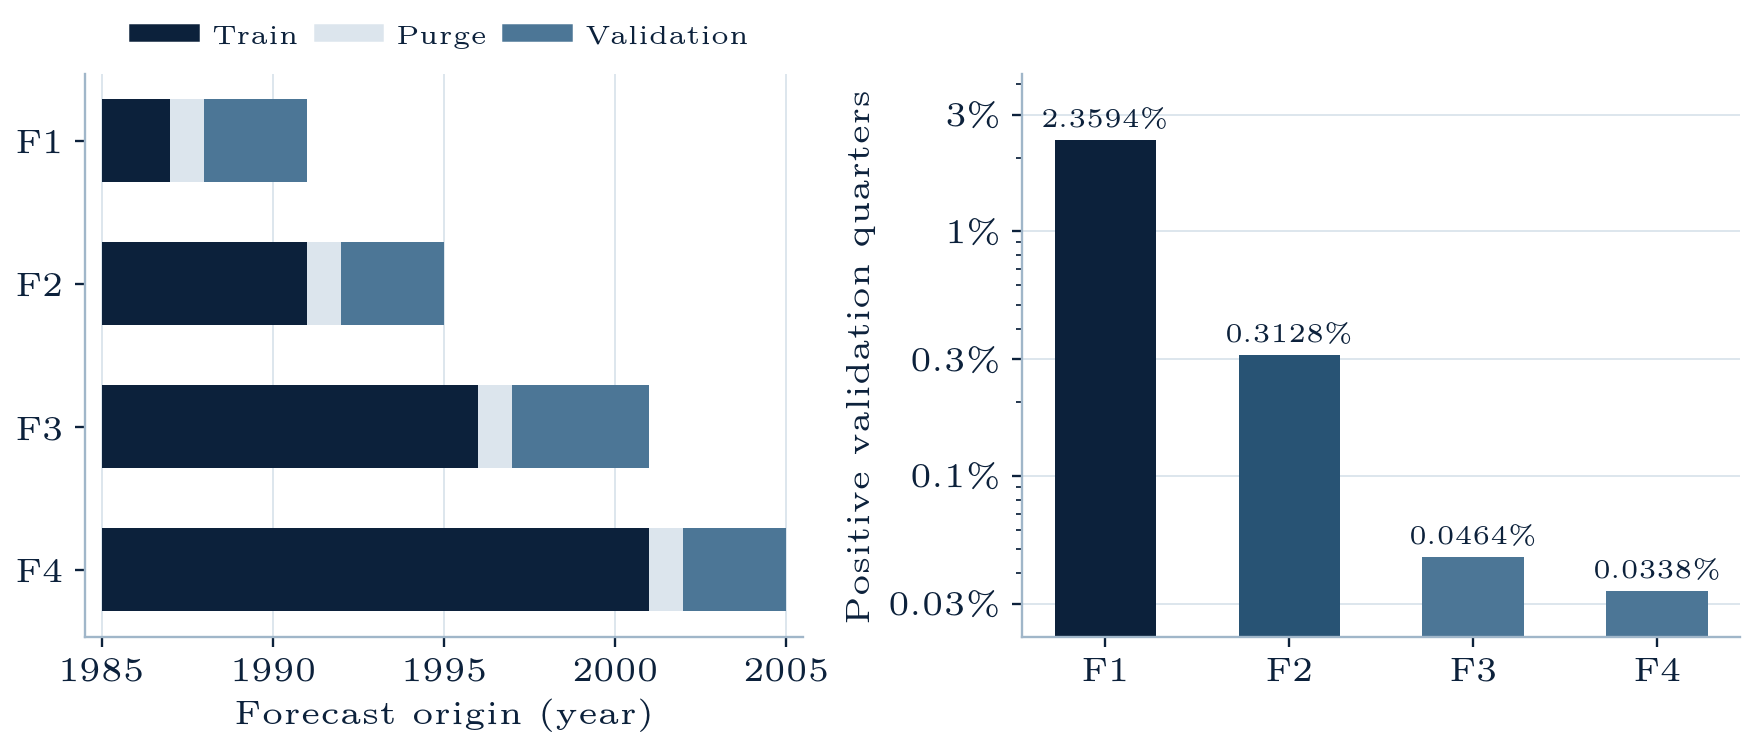 Train Purge Validation
F1
F2
F3
F4
1985 1990 1995 2000 2005
Forecast origin (year)
Positive validation quarters
3%
1%
0.3%
0.1%
0.03%
2.3594%
0.3128%
0.0464%
0.0338%
F1 F2 F3 F4